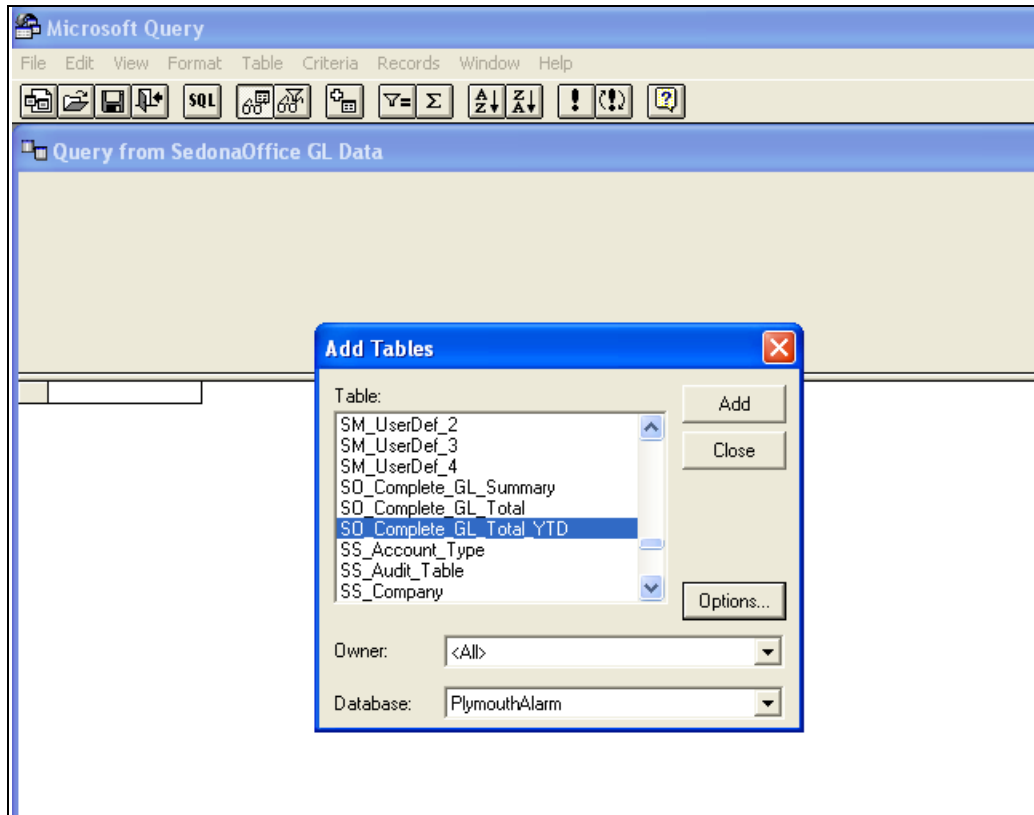 Microsoft Query
File Edit View Format Table Criteria Records Window Help
SQL
Query from SedonaOffice GL Data
Add Tables
Table:
SM_UserDef_2
SM_UserDef_3
SM_UserDef_4
SO_Complete_GL_Summary
SO_Complete_GL_Total
SO_Complete_GL_Total_YTD
SS_Account_Type
SS_Audit_Table
SS_Company
Add
Close
Options...
Owner: <All>
Database: PlymouthAlarm